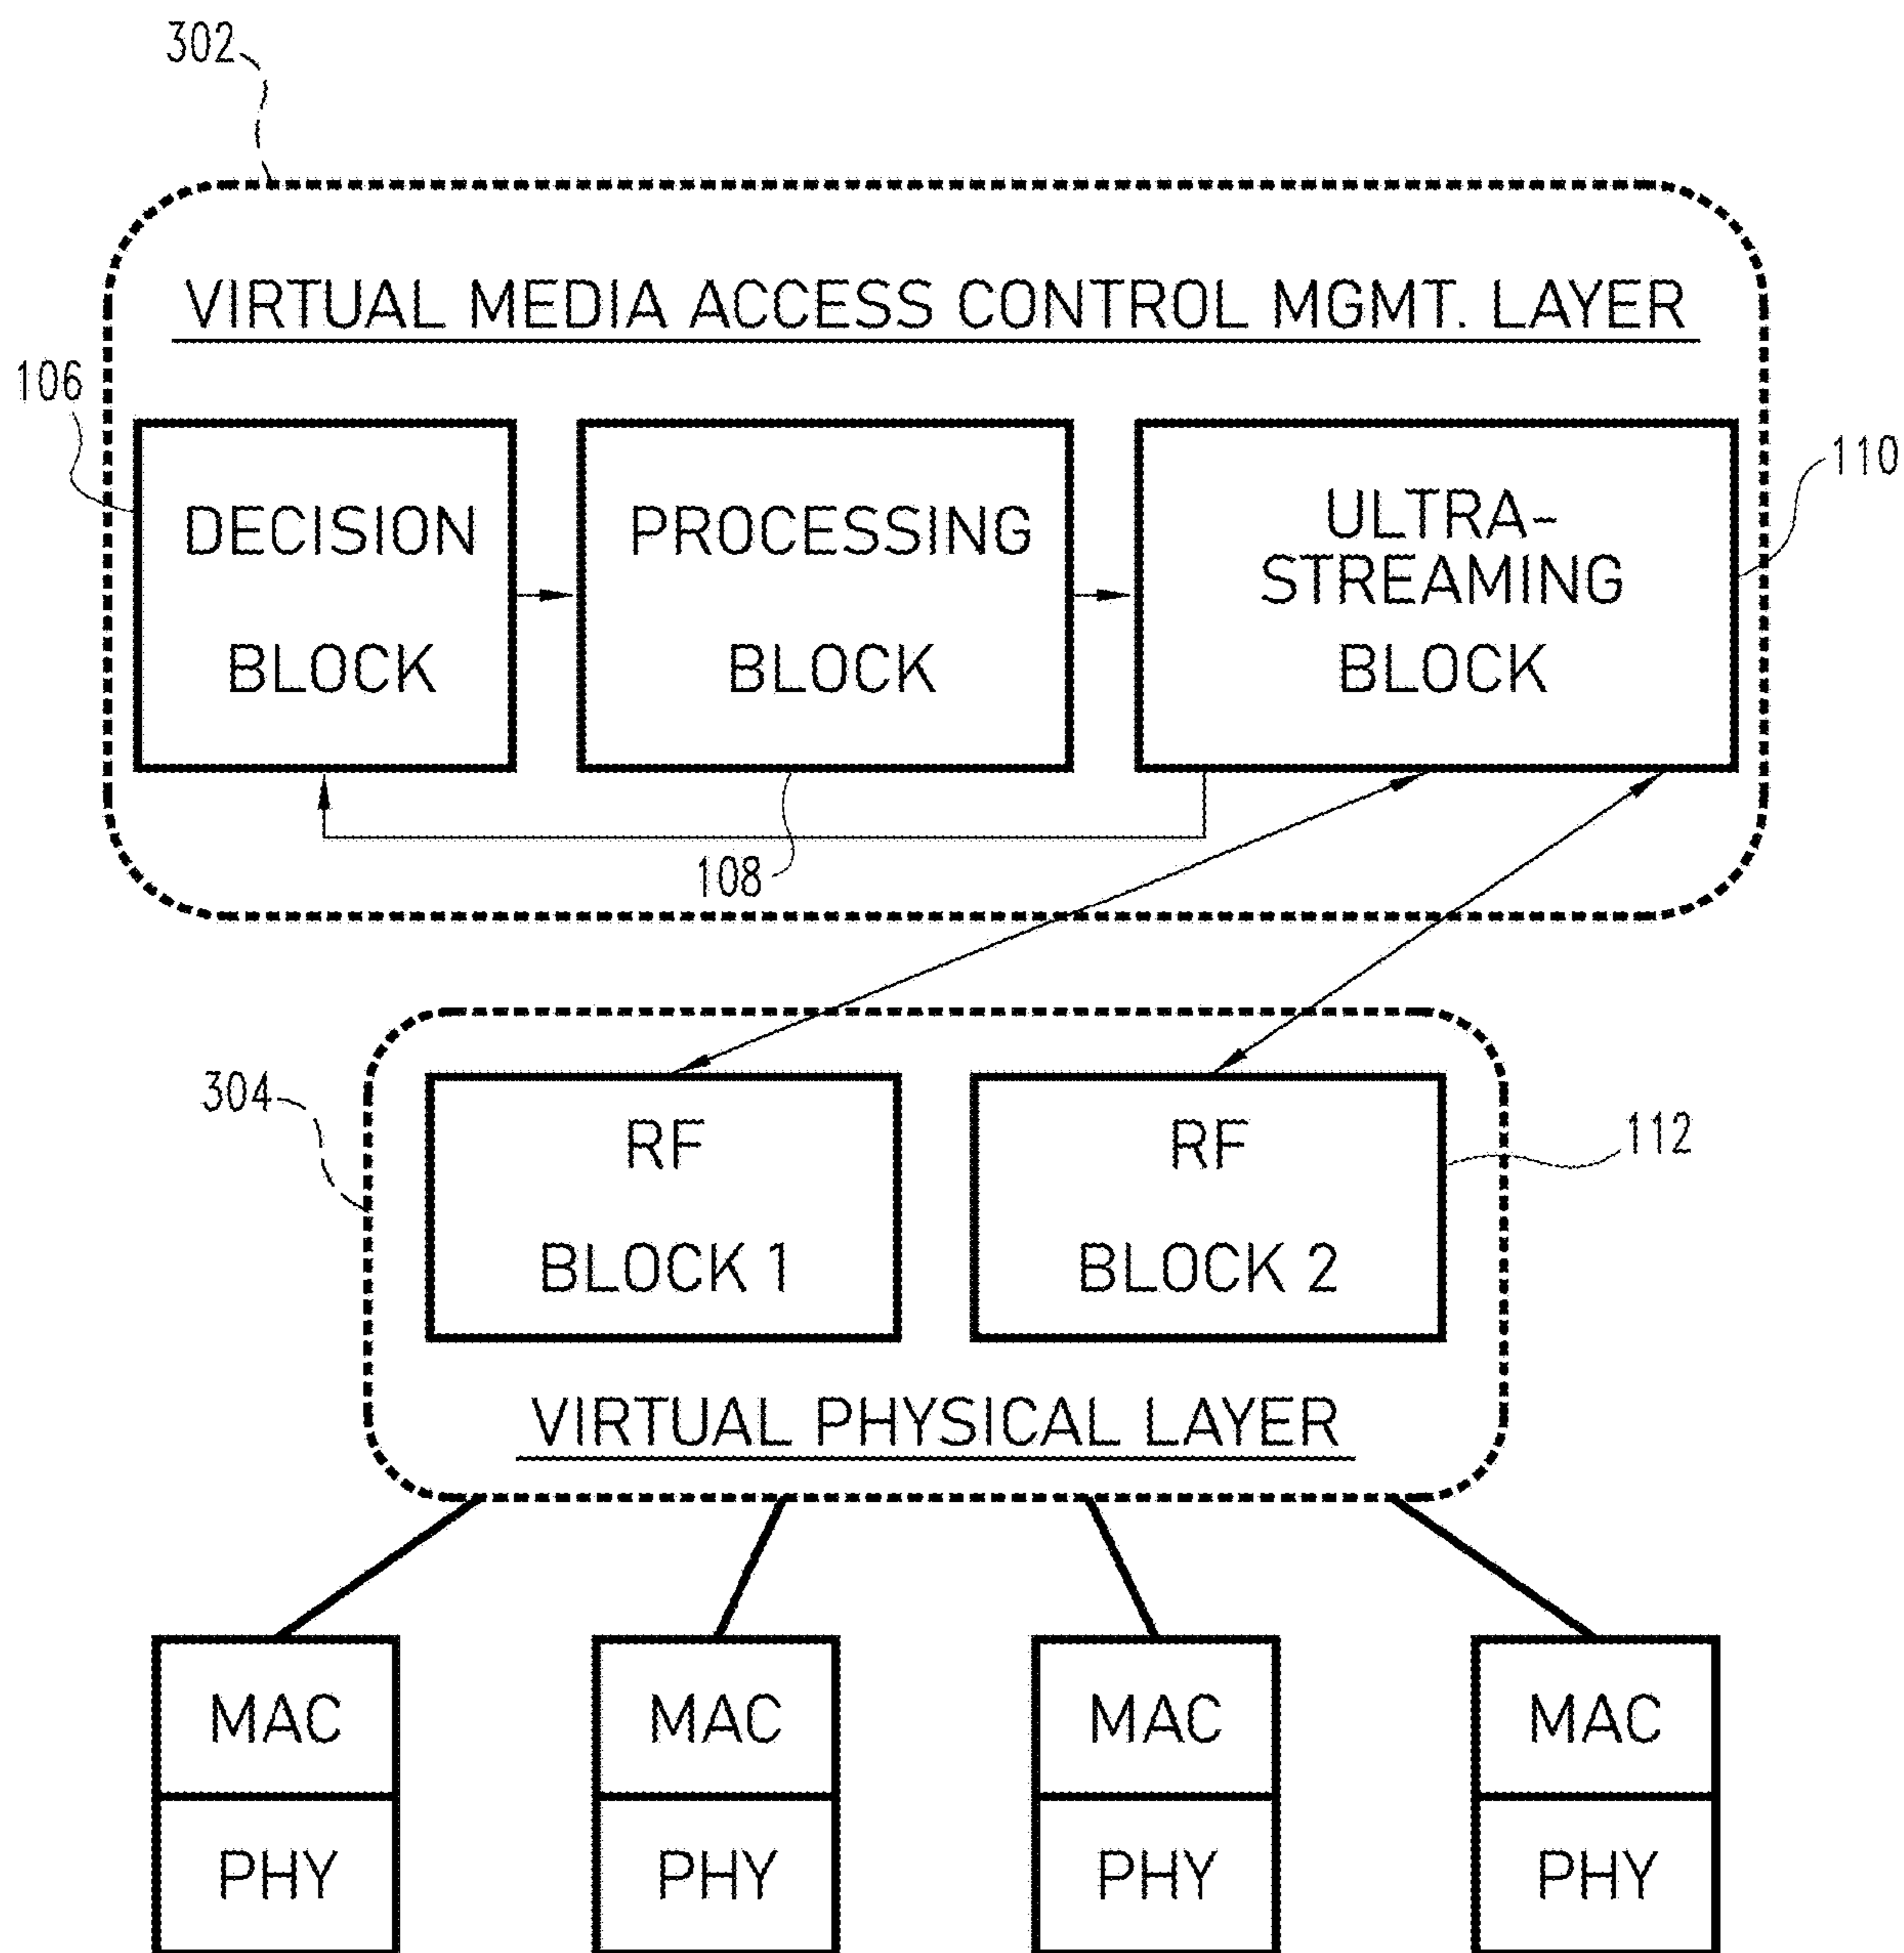 302
VIRTUAL MEDIA ACCESS CONTROL MGMT. LAYER
106
DECISION
BLOCK
PROCESSING
BLOCK
ULTRA-
STREAMING
BLOCK
110
108
304
RF
BLOCK 1
RF
BLOCK 2
112
VIRTUAL PHYSICAL LAYER
MAC
PHY
MAC
PHY
MAC
PHY
MAC
PHY